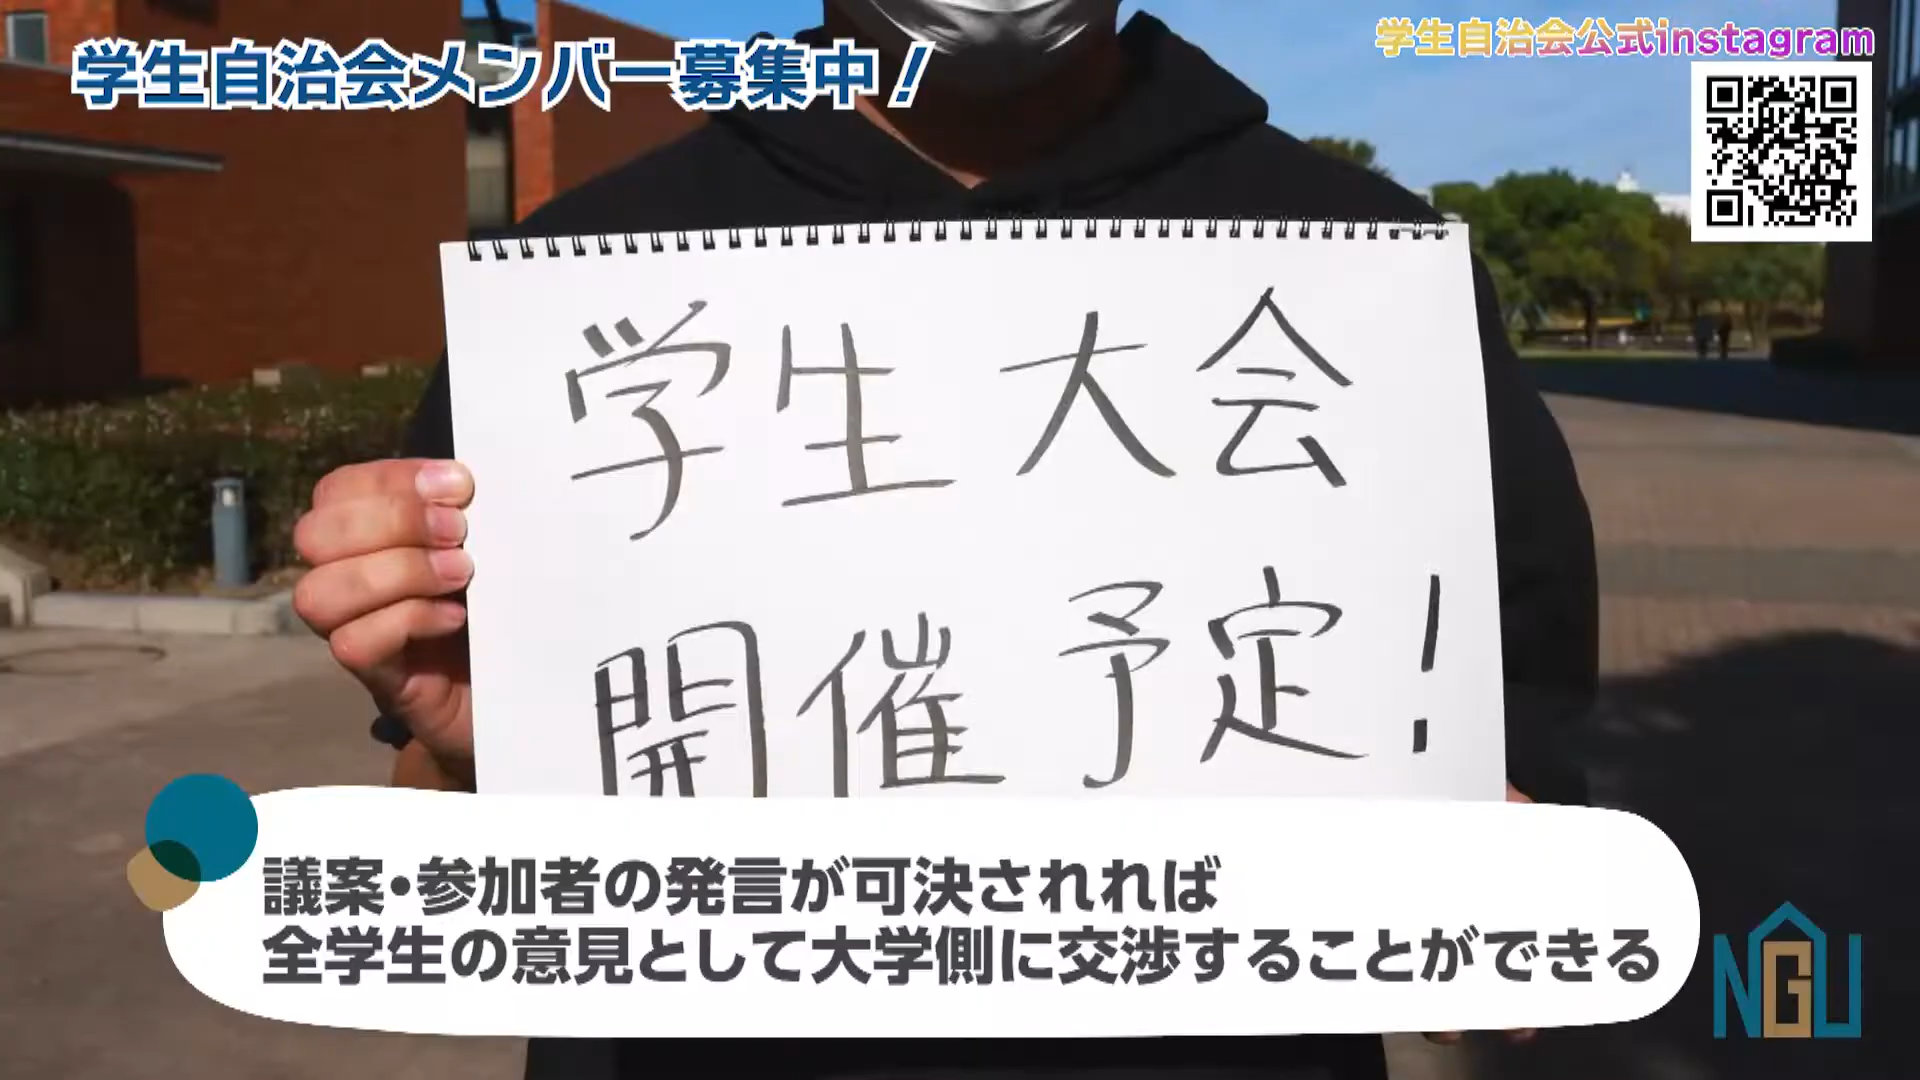 学生自治会メンバー募集中！
学生自治会公式instagram
学生大会
開催予定！
議案・参加者の発言が可決されれば
全学生の意見として大学側に交渉することができる
NGU